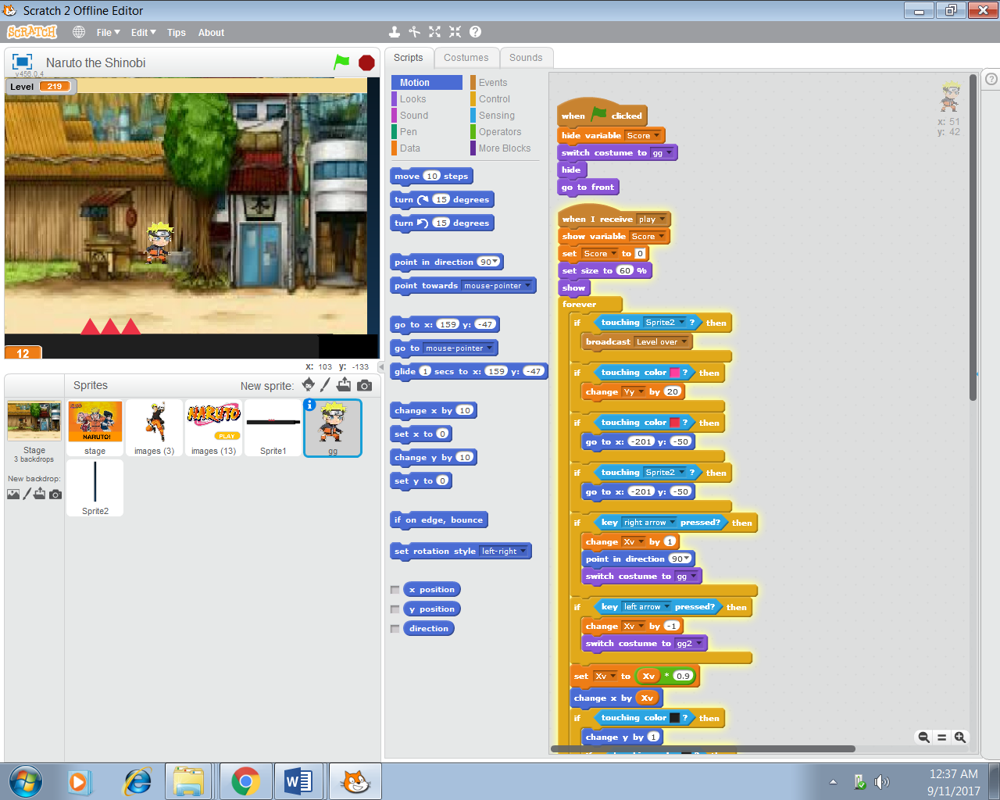 Scratch 2 Offline Editor
SCRATCH File Edit Tips About
Naruto the Shinobi
v456.0.4
Level 219
12
x: 103 y: -133
Sprites New sprite:
Stage
3 backdrops
New backdrop:
NARUTO!
stage
images (3)
NARUTO
PLAY
images (13)
Sprite1
gg
Sprite2
Scripts Costumes Sounds
Motion Events
Looks Control
Sound Sensing
Pen Operators
Data More Blocks
move 10 steps
turn 15 degrees
turn 15 degrees
point in direction 90
point towards mouse-pointer
go to x: 159 y: -47
go to mouse-pointer
glide 1 secs to x: 159 y: -47
change x by 10
set x to 0
change y by 10
set y to 0
if on edge, bounce
set rotation style left-right
x position
y position
direction
x: 51
y: 42
when clicked
hide variable Score
switch costume to gg
hide
go to front
when I receive play
show variable Score
set Score to 0
set size to 60 %
show
forever
if touching Sprite2 ? then
broadcast Level over
if touching color ? then
change Yy by 20
if touching color ? then
go to x: -201 y: -50
if touching Sprite2 ? then
go to x: -201 y: -50
if key right arrow pressed? then
change Xv by 1
point in direction 90
switch costume to gg
if key left arrow pressed? then
change Xv by -1
switch costume to gg2
set Xv to Xv * 0.9
change x by Xv
if touching color ? then
change y by 1
12:37 AM
9/11/2017